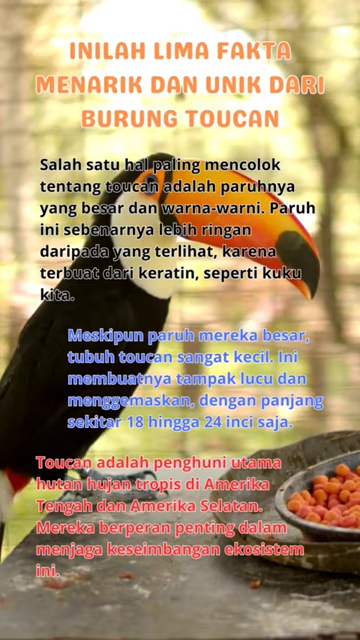 INILAH LIMA FAKTA
MENARIK DAN UNIK DARI
BURUNG TOUCAN
Salah satu hal paling mencolok
tentang toucan adalah paruhnya
yang besar dan warna-warni. Paruh
ini sebenarnya lebih ringan
daripada yang terlihat, karena
terbuat dari keratin, seperti kuku
kita.
Meskipun paruh mereka besar,
tubuh toucan sangat kecil. Ini
membuatnya tampak lucu dan
menggemaskan, dengan panjang
sekitar 18 hingga 24 inci saja.
Toucan adalah penghuni utama
hutan hujan tropis di Amerika
Tengah dan Amerika Selatan.
Mereka berperan penting dalam
menjaga keseimbangan ekosistem
ini.